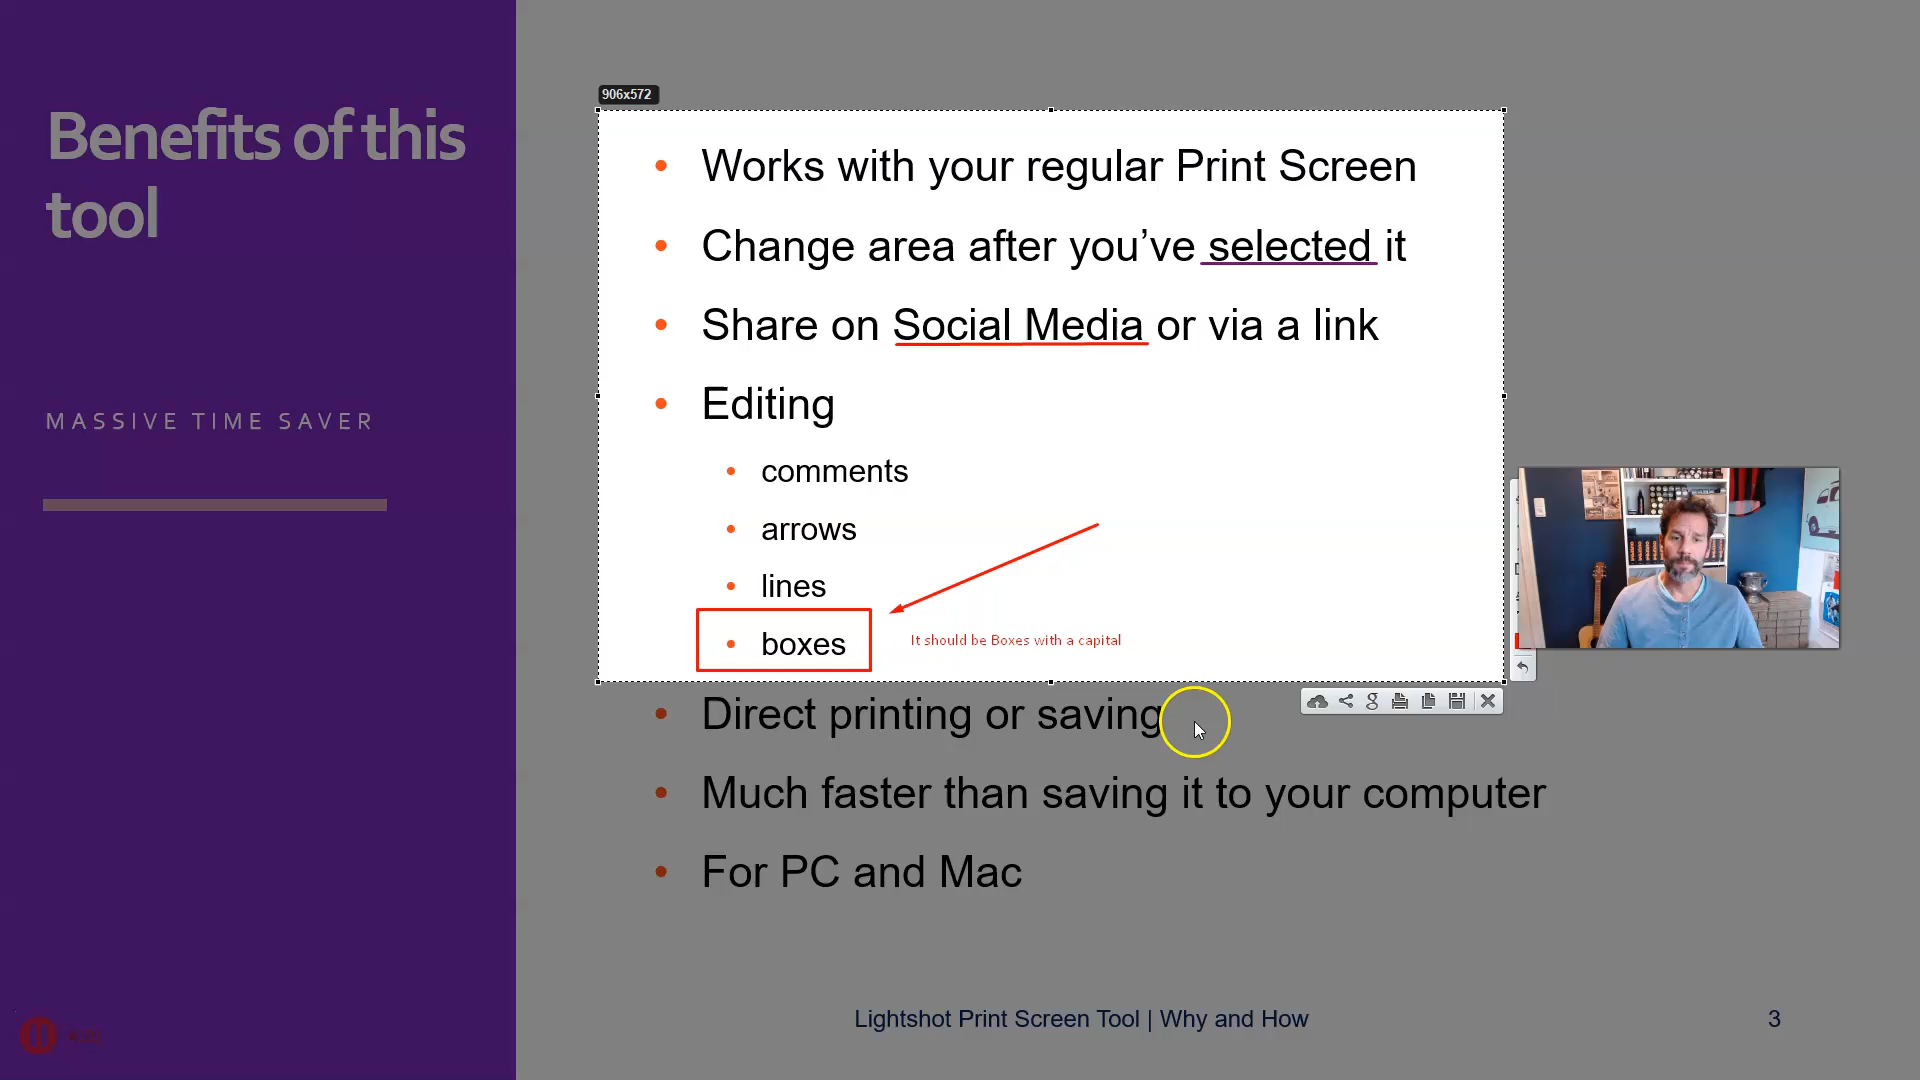 Benefits of this
tool
MASSIVE TIME SAVER
906x572
Works with your regular Print Screen
Change area after you’ve selected it
Share on Social Media or via a link
Editing
comments
arrows
lines
boxes
It should be Boxes with a capital
Direct printing or saving
Much faster than saving it to your computer
For PC and Mac
Lightshot Print Screen Tool | Why and How
3